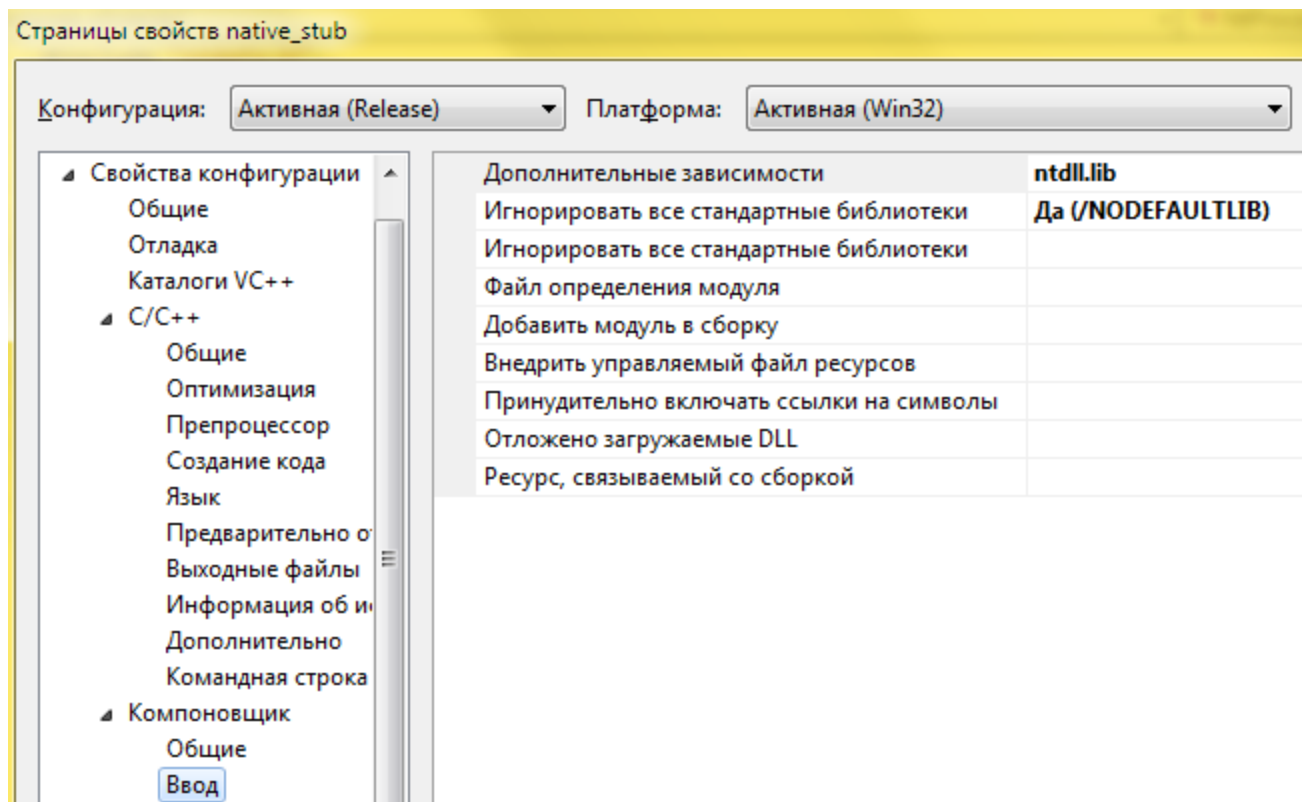 Страницы свойств native_stub
Конфигурация: Активная (Release) Платформа: Активная (Win32)
Свойства конфигурации
Общие
Отладка
Каталоги VC++
C/C++
Общие
Оптимизация
Препроцессор
Создание кода
Язык
Предварительно
Выходные файлы
Информация об
Дополнительно
Командная строка
Компоновщик
Общие
Ввод
Дополнительные зависимости ntdll.lib
Игнорировать все стандартные библиотеки Да (/NODEFAULTLIB)
Игнорировать все стандартные библиотеки
Файл определения модуля
Добавить модуль в сборку
Внедрить управляемый файл ресурсов
Принудительно включать ссылки на символы
Отложено загружаемые DLL
Ресурс, связываемый со сборкой